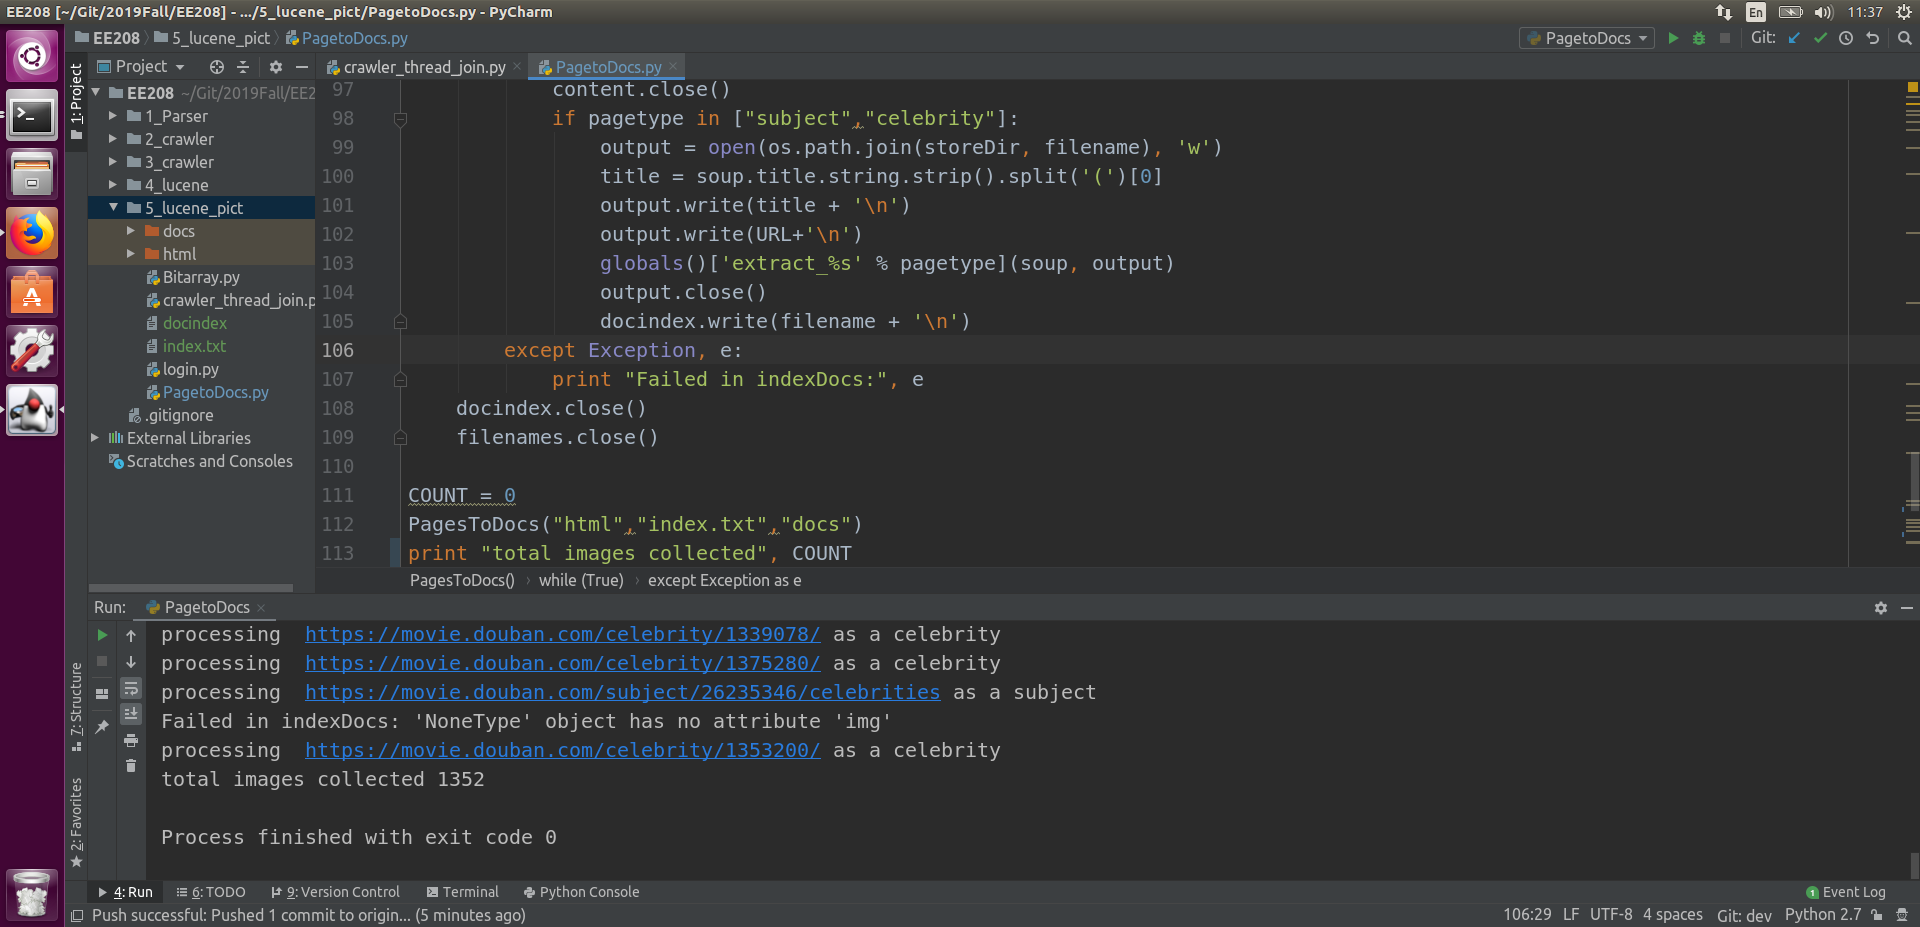 EE208 [~/Git/2019Fall/EE208] - .../5_lucene_pict/PagetoDocs.py - PyCharm
En
11:37
EE208
5_lucene_pict
PagetoDocs.py
PagetoDocs
Git:
Project
crawler_thread_join.py
PagetoDocs.py
1: Project
EE208 ~/Git/2019Fall/EE2
1_Parser
2_crawler
3_crawler
4_lucene
5_lucene_pict
docs
html
Bitarray.py
crawler_thread_join.p
docindex
index.txt
login.py
PagetoDocs.py
.gitignore
External Libraries
Scratches and Consoles
97 content.close()
98 if pagetype in ["subject","celebrity"]:
99 output = open(os.path.join(storeDir, filename), 'w')
100 title = soup.title.string.strip().split('(')[0]
101 output.write(title + '\n')
102 output.write(URL+'\n')
103 globals()['extract_%s' % pagetype](soup, output)
104 output.close()
105 docindex.write(filename + '\n')
106 except Exception, e:
107 print "Failed in indexDocs:", e
108 docindex.close()
109 filenames.close()
110
111 COUNT = 0
112 PagesToDocs("html","index.txt","docs")
113 print "total images collected", COUNT
PagesToDocs() › while (True) › except Exception as e
Run: PagetoDocs
processing https://movie.douban.com/celebrity/1339078/ as a celebrity
processing https://movie.douban.com/celebrity/1375280/ as a celebrity
processing https://movie.douban.com/subject/26235346/celebrities as a subject
Failed in indexDocs: 'NoneType' object has no attribute 'img'
processing https://movie.douban.com/celebrity/1353200/ as a celebrity
total images collected 1352
Process finished with exit code 0
7: Structure
2: Favorites
4: Run
6: TODO
9: Version Control
Terminal
Python Console
1 Event Log
Push successful: Pushed 1 commit to origin... (5 minutes ago)
106:29 LF UTF-8 4 spaces Git: dev Python 2.7